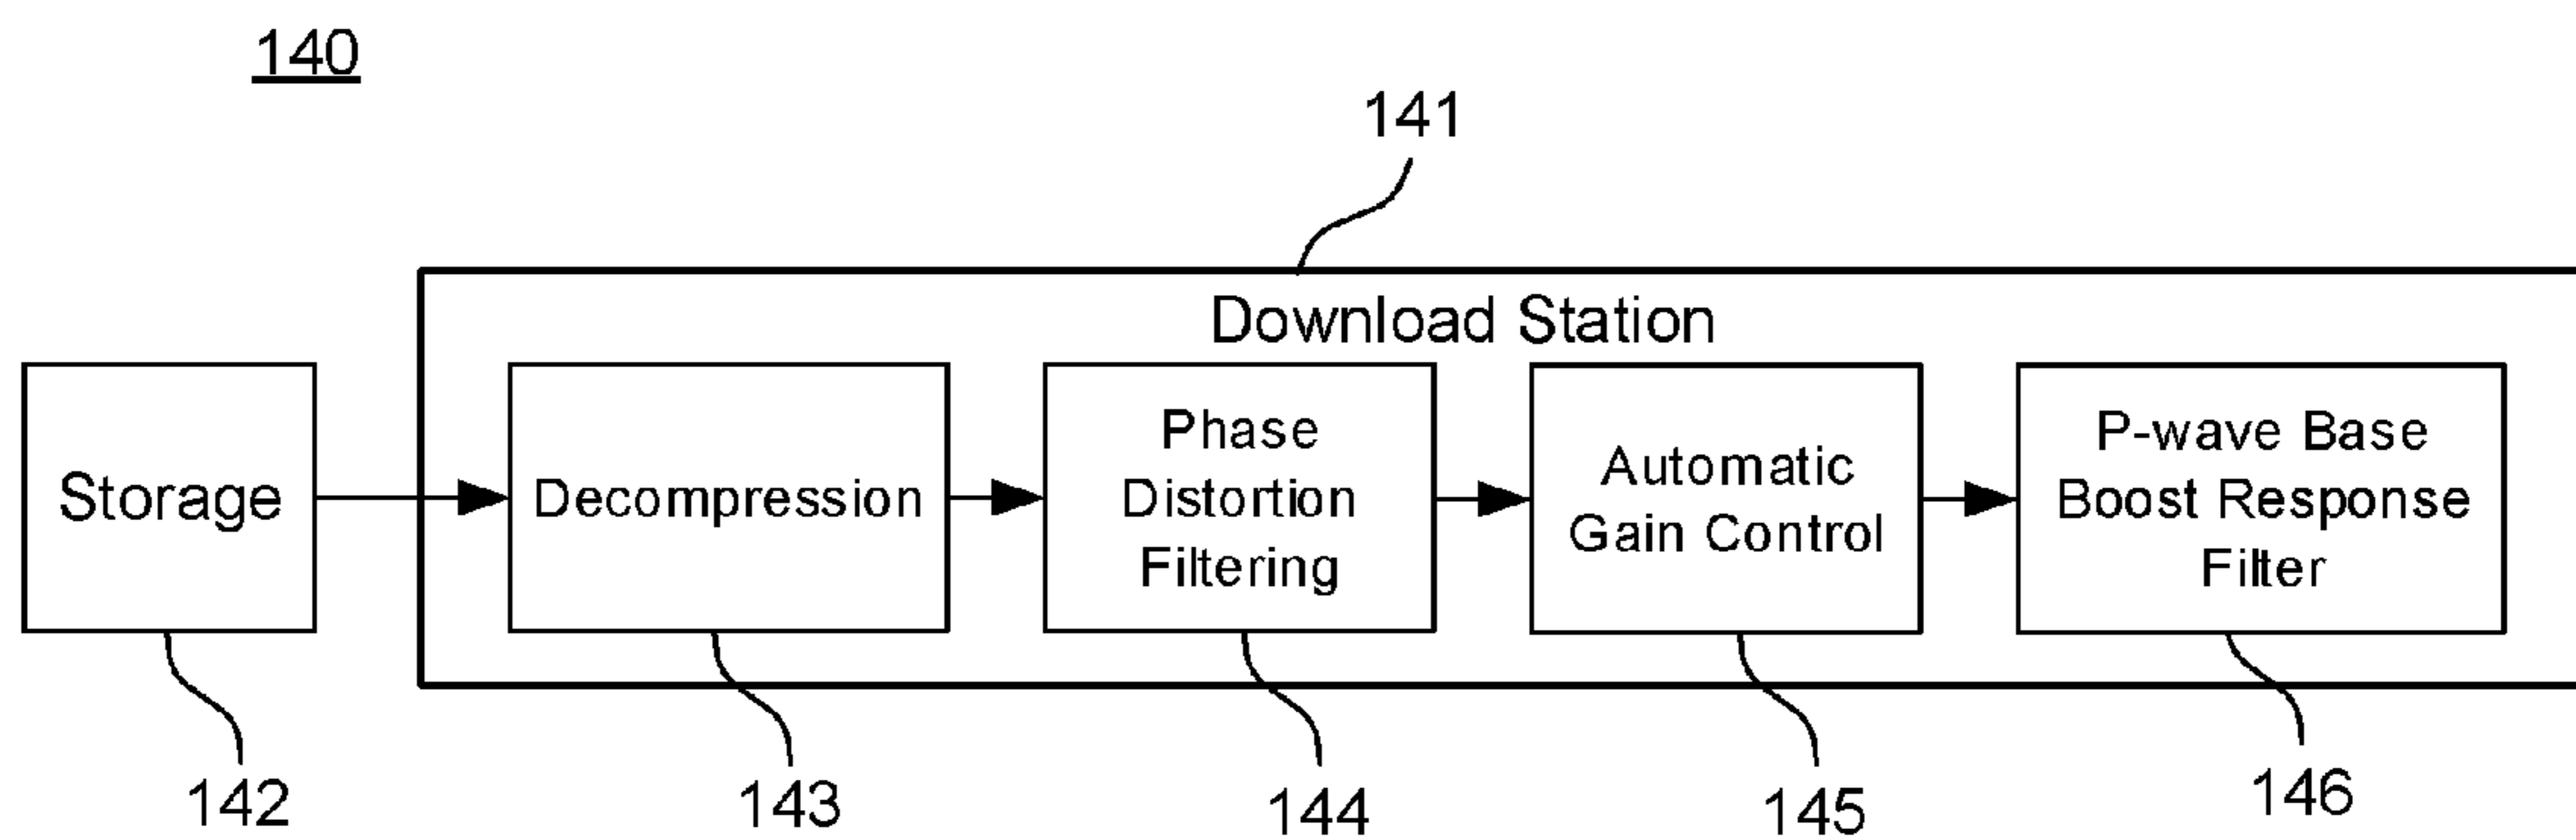 140
141
Download Station
Storage
Decompression
Phase
Distortion
Filtering
Automatic
Gain Control
P-wave Base
Boost Response
Filter
142
143
144
145
146